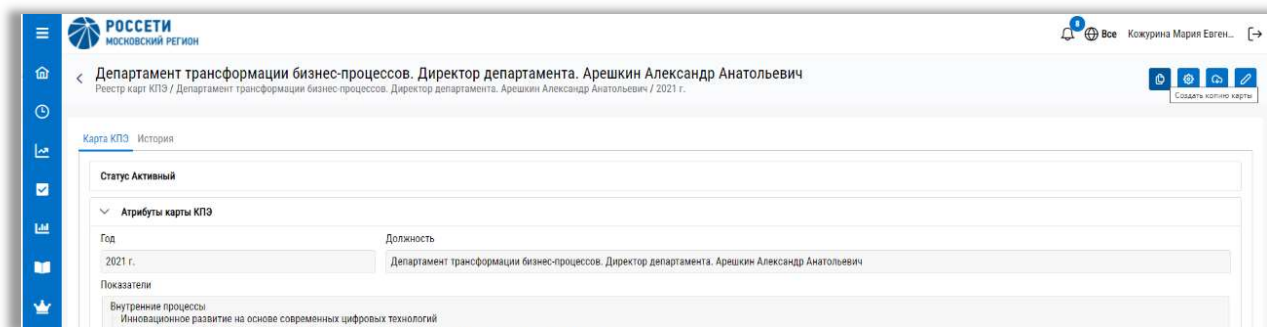 РОССЕТИ
МОСКОВСКИЙ РЕГИОН
8
Все Кожурина Мария Евген...
Департамент трансформации бизнес-процессов. Директор департамента. Арешкин Александр Анатольевич
Реестр карт КПЭ / Департамент трансформации бизнес-процессов. Директор департамента. Арешкин Александр Анатольевич / 2021 г.
Создать копию карты
Карта КПЭ История
Статус Активный
Атрибуты карты КПЭ
Год Должность
2021 г. Департамент трансформации бизнес-процессов. Директор департамента. Арешкин Александр Анатольевич
Показатели
Внутренние процессы
Инновационное развитие на основе современных цифровых технологий